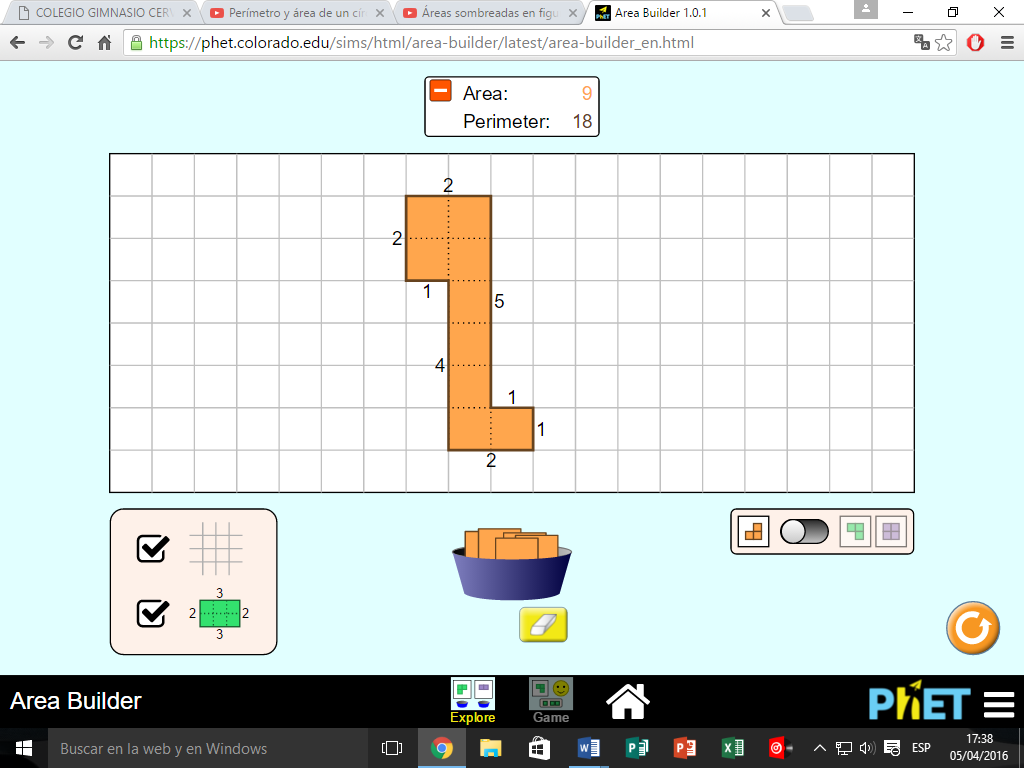 COLEGIO GIMNASIO CERV
Perímetro y área de un cír
Áreas sombreadas en figu
Area Builder 1.0.1
https://phet.colorado.edu/sims/html/area-builder/latest/area-builder_en.html
Area: 9
Perimeter: 18
2
2
1
5
4
1
1
2
3
2 2
3
Area Builder
Explore
Game
PhET
Buscar en la web y en Windows
ESP
17:38
05/04/2016